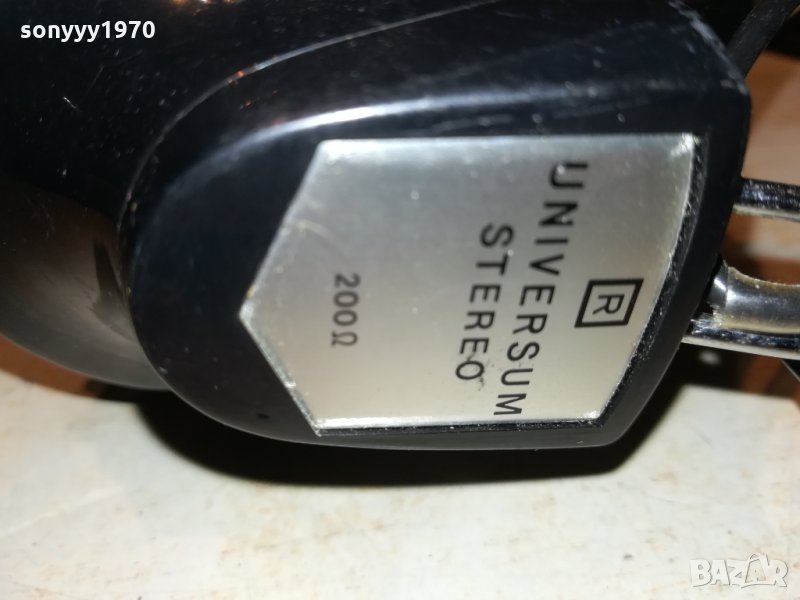 sonyyy1970
R
UNIVERSUM
STEREO
200Ω
BAZAR